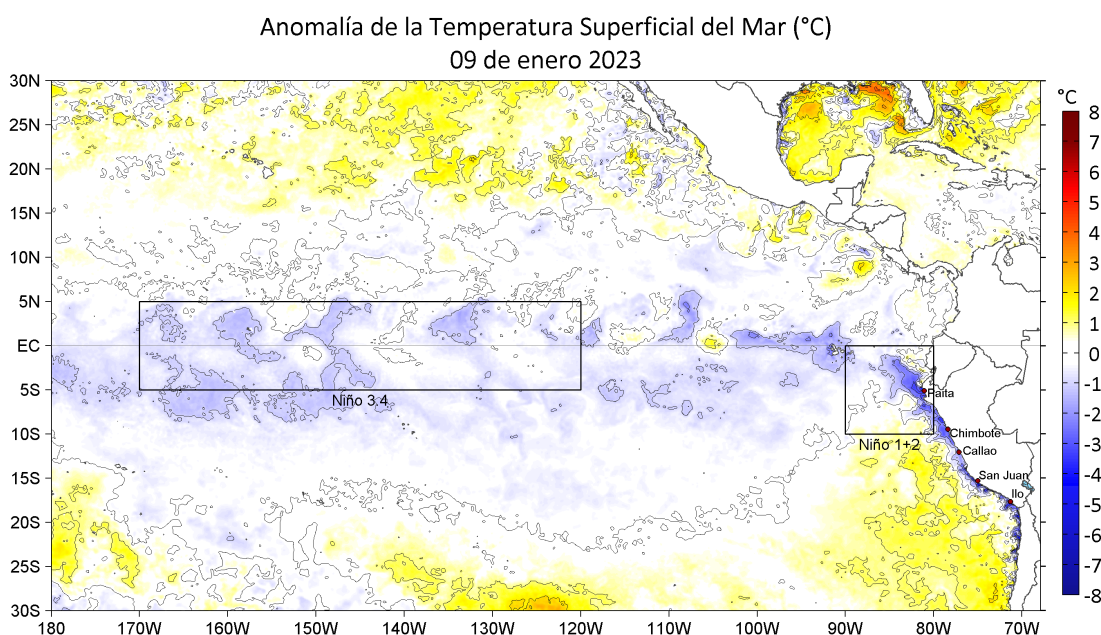 Anomalía de la Temperatura Superficial del Mar (°C)
09 de enero 2023
30N
25N
20N
15N
10N
5N
EC
5S
10S
15S
20S
25S
30S
180
170W
160W
150W
140W
130W
120W
110W
100W
90W
80W
70W
Niño 3.4
Niño 1+2
Paita
Chimbote
Callao
San Juan
Ilo
°C
8
7
6
5
4
3
2
1
0
-1
-2
-3
-4
-5
-6
-7
-8